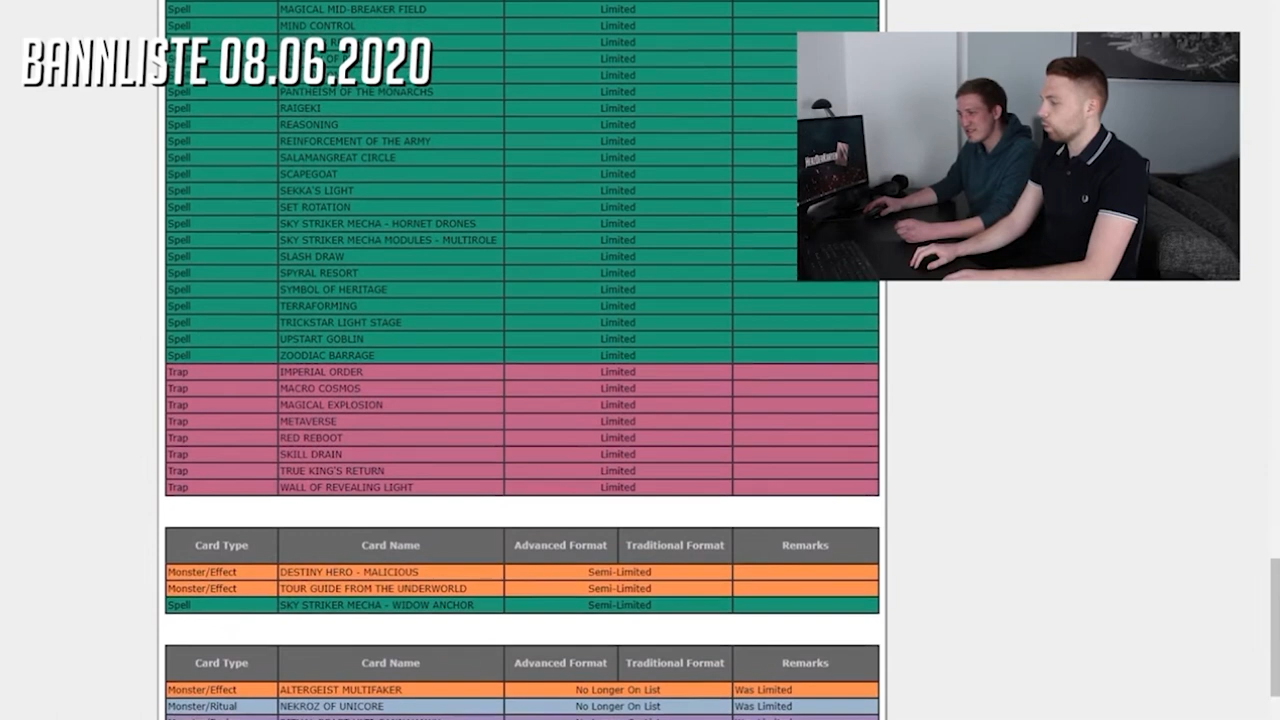 Spell MAGICAL MID-BREAKER FIELD Limited
Spell MIND CONTROL Limited
BANNLISTE 08.06.2020
Limited
Limited
Limited
Spell PANTHEISM OF THE MONARCHS Limited
Spell RAIGEKI Limited
Spell REASONING Limited
Spell REINFORCEMENT OF THE ARMY Limited
Spell SALAMANGREAT CIRCLE Limited
Spell SCAPEGOAT Limited
Spell SEKKA'S LIGHT Limited
Spell SET ROTATION Limited
Spell SKY STRIKER MECHA - HORNET DRONES Limited
Spell SKY STRIKER MECHA MODULES - MULTIROLE Limited
Spell SLASH DRAW Limited
Spell SPYRAL RESORT Limited
Spell SYMBOL OF HERITAGE Limited
Spell TERRAFORMING Limited
Spell TRICKSTAR LIGHT STAGE Limited
Spell UPSTART GOBLIN Limited
Spell ZOODIAC BARRAGE Limited
Trap IMPERIAL ORDER Limited
Trap MACRO COSMOS Limited
Trap MAGICAL EXPLOSION Limited
Trap METAVERSE Limited
Trap RED REBOOT Limited
Trap SKILL DRAIN Limited
Trap TRUE KING'S RETURN Limited
Trap WALL OF REVEALING LIGHT Limited
Card Type Card Name Advanced Format Traditional Format Remarks
Monster/Effect DESTINY HERO - MALICIOUS Semi-Limited
Monster/Effect TOUR GUIDE FROM THE UNDERWORLD Semi-Limited
Spell SKY STRIKER MECHA - WIDOW ANCHOR Semi-Limited
Card Type Card Name Advanced Format Traditional Format Remarks
Monster/Effect ALTERGEIST MULTIFAKER No Longer On List Was Limited
Monster/Ritual NEKROZ OF UNICORE No Longer On List Was Limited